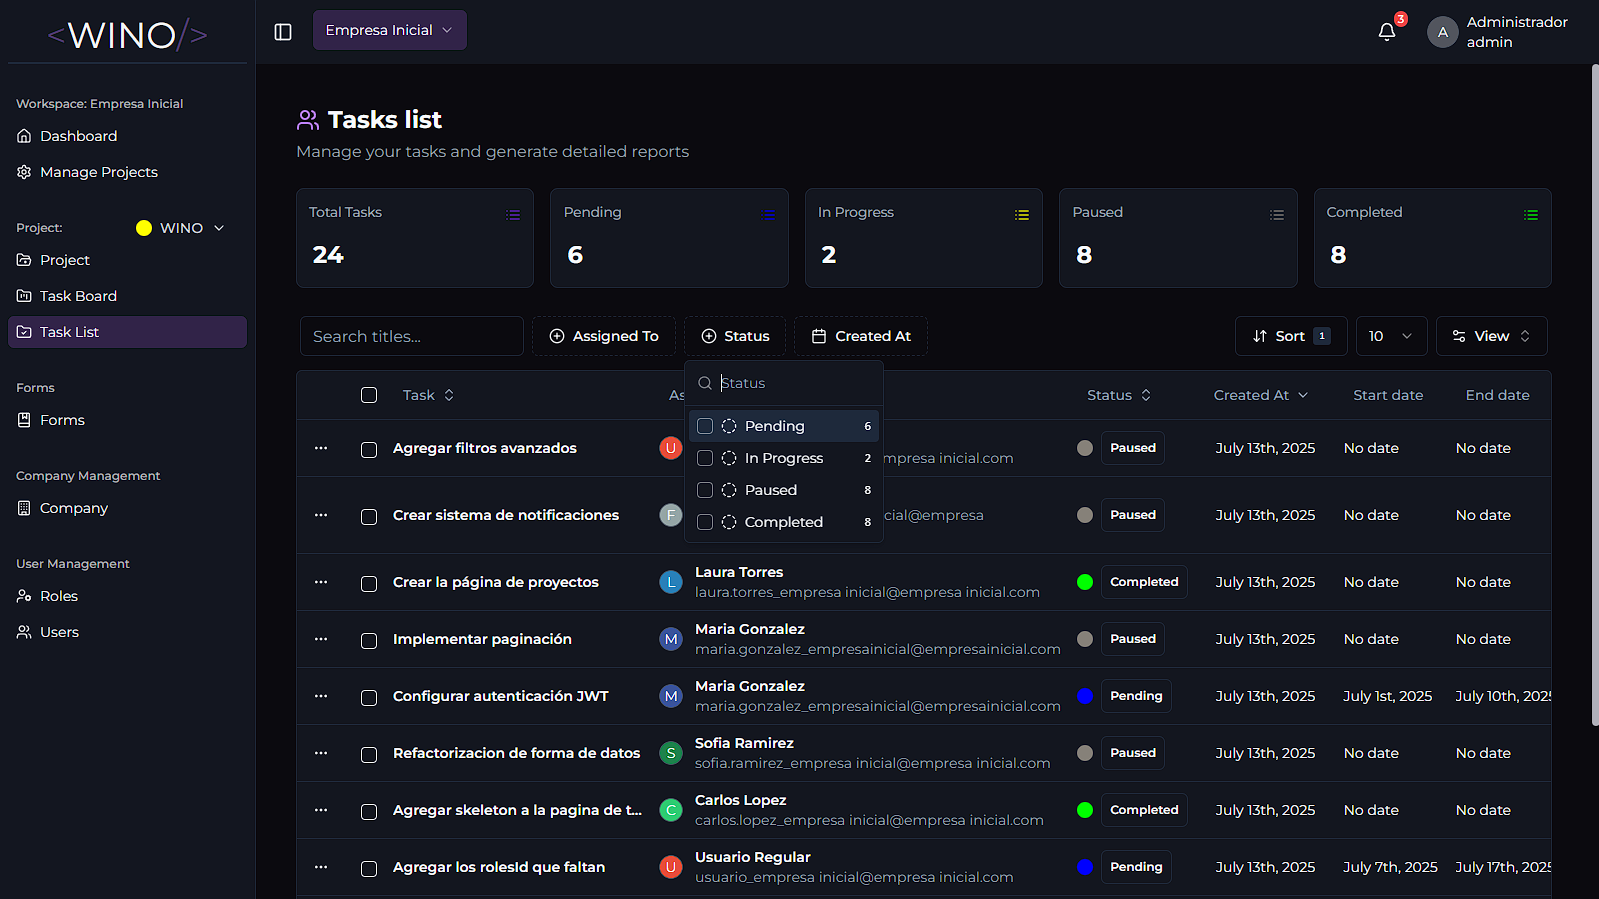 <WINO/>
Empresa Inicial
3
A
Administrador
admin
Workspace: Empresa Inicial
Dashboard
Manage Projects
Project:
WINO
Project
Task Board
Task List
Forms
Forms
Company Management
Company
User Management
Roles
Users
Tasks list
Manage your tasks and generate detailed reports
Total Tasks
24
Pending
6
In Progress
2
Paused
8
Completed
8
Search titles...
Assigned To
Status
Created At
Sort 1
10
View
Status
Pending 6
In Progress 2
Paused 8
Completed 8
Task
As
Status
Created At
Start date
End date
Agregar filtros avanzados
U
mpresa inicial.com
Paused
July 13th, 2025
No date
No date
Crear sistema de notificaciones
F
cial@empresa
Paused
July 13th, 2025
No date
No date
Crear la página de proyectos
L
Laura Torres
laura.torres_empresa inicial@empresa inicial.com
Completed
July 13th, 2025
No date
No date
Implementar paginación
M
Maria Gonzalez
maria.gonzalez_empresainicial@empresainicial.com
Paused
July 13th, 2025
No date
No date
Configurar autenticación JWT
M
Maria Gonzalez
maria.gonzalez_empresainicial@empresainicial.com
Pending
July 13th, 2025
July 1st, 2025
July 10th, 2025
Refactorizacion de forma de datos
S
Sofia Ramirez
sofia.ramirez_empresa inicial@empresa inicial.com
Paused
July 13th, 2025
No date
No date
Agregar skeleton a la pagina de t...
C
Carlos Lopez
carlos.lopez_empresa inicial@empresa inicial.com
Completed
July 13th, 2025
No date
No date
Agregar los rolesId que faltan
U
Usuario Regular
usuario_empresa inicial@empresa inicial.com
Pending
July 13th, 2025
July 7th, 2025
July 17th, 2025